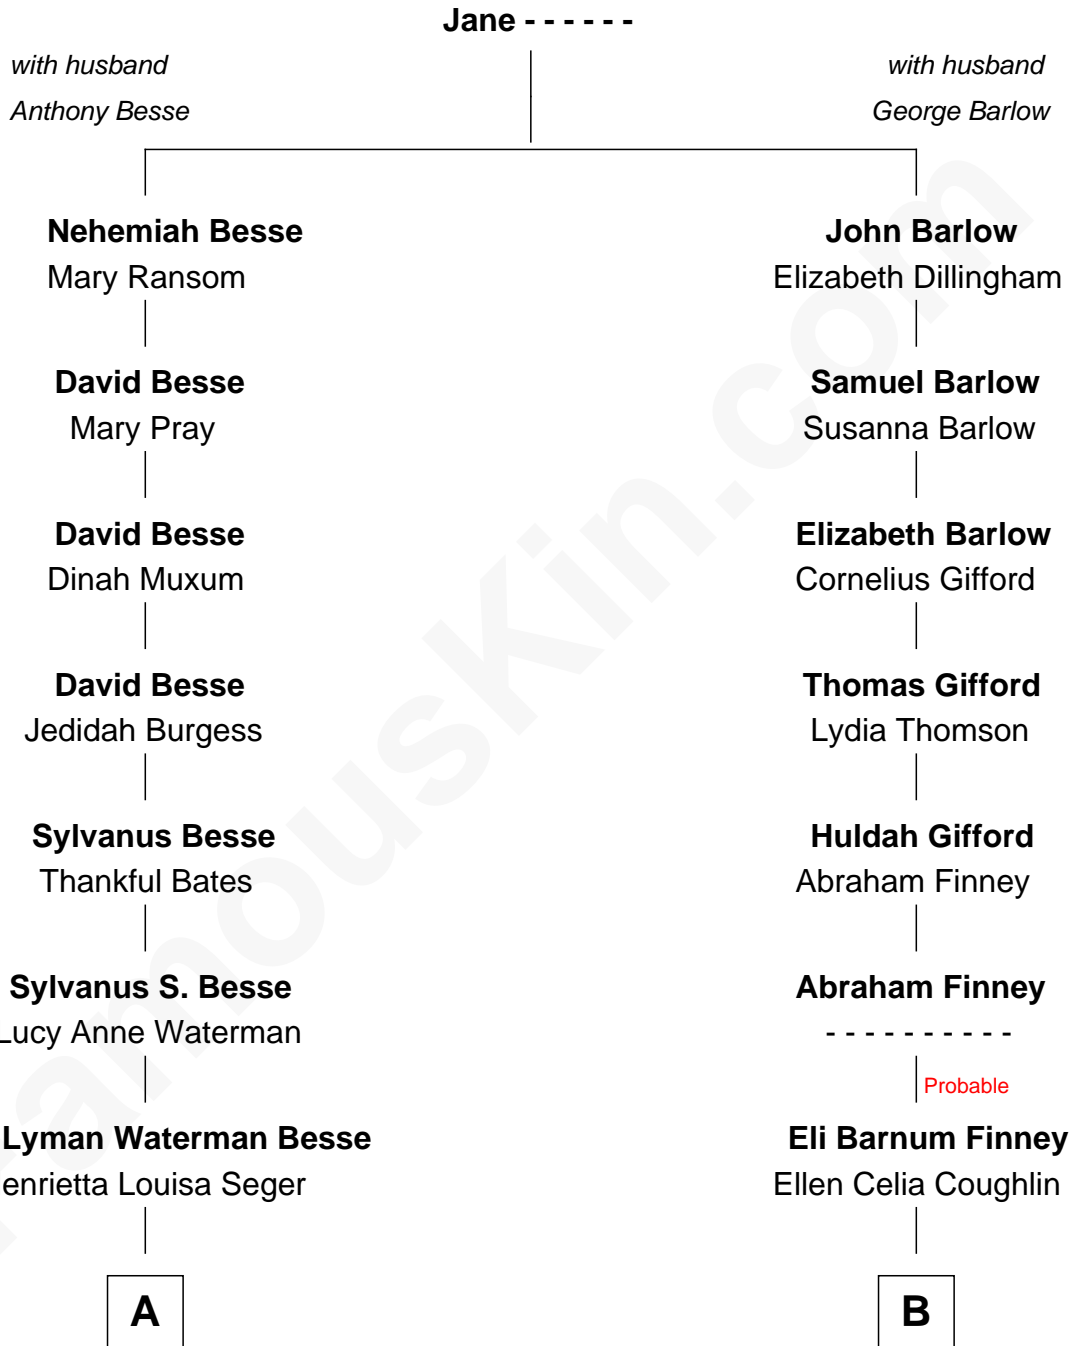 Jane - - - - - -
with husband
Anthony Besse
with husband
George Barlow
Nehemiah Besse
Mary Ransom
John Barlow
Elizabeth Dillingham
David Besse
Mary Pray
Samuel Barlow
Susanna Barlow
David Besse
Dinah Muxum
Elizabeth Barlow
Cornelius Gifford
David Besse
Jedidah Burgess
Thomas Gifford
Lydia Thomson
Sylvanus Besse
Thankful Bates
Huldah Gifford
Abraham Finney
Sylvanus S. Besse
Lucy Anne Waterman
Abraham Finney
- - - - - - - - - -
Probable
Lyman Waterman Besse
enrietta Louisa Seger
Eli Barnum Finney
Ellen Celia Coughlin
A
B
FamousKin.com